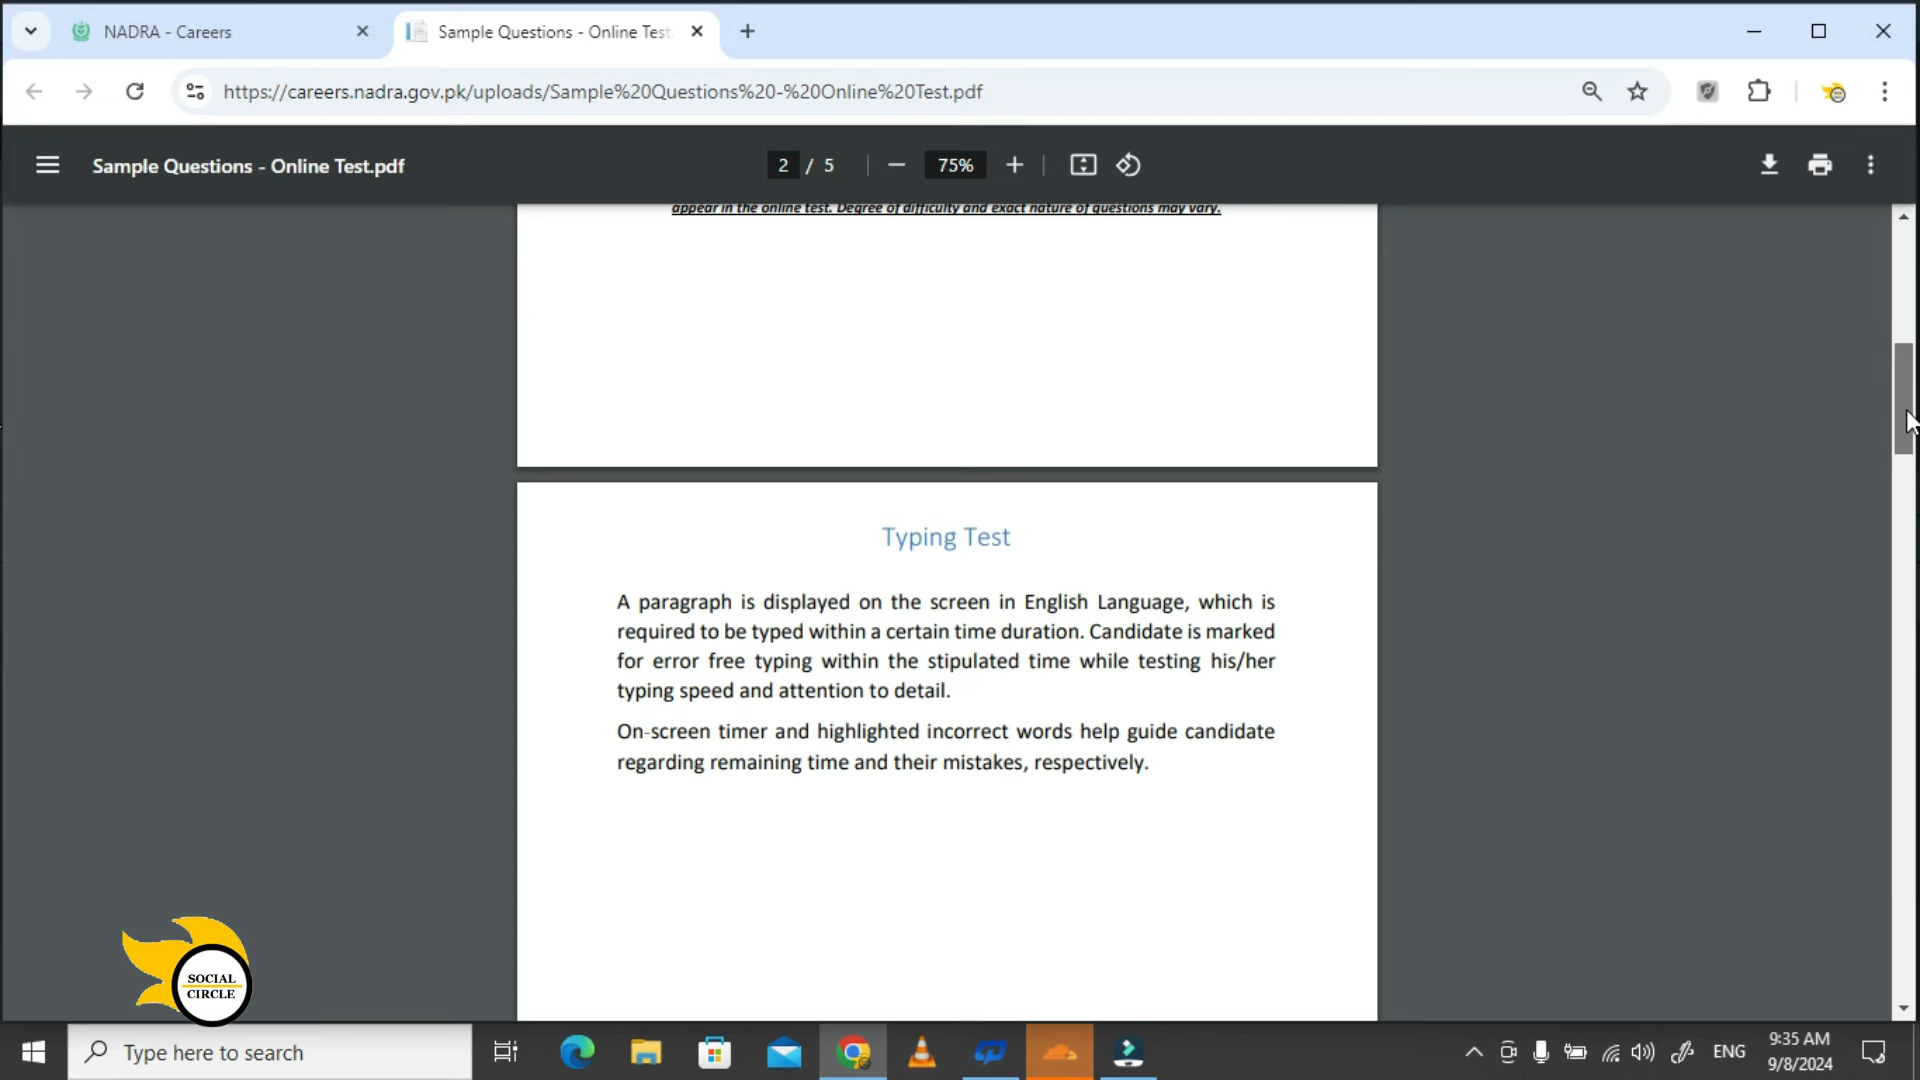 NADRA - Careers
Sample Questions - Online Test
https://careers.nadra.gov.pk/uploads/Sample%20Questions%20-%20Online%20Test.pdf
Sample Questions - Online Test.pdf
2 / 5
75%
appear in the online test. Degree of difficulty and exact nature of questions may vary.
Typing Test
A paragraph is displayed on the screen in English Language, which is
required to be typed within a certain time duration. Candidate is marked
for error free typing within the stipulated time while testing his/her
typing speed and attention to detail.
On-screen timer and highlighted incorrect words help guide candidate
regarding remaining time and their mistakes, respectively.
SOCIAL
CIRCLE
Type here to search
ENG
9:35 AM
9/8/2024